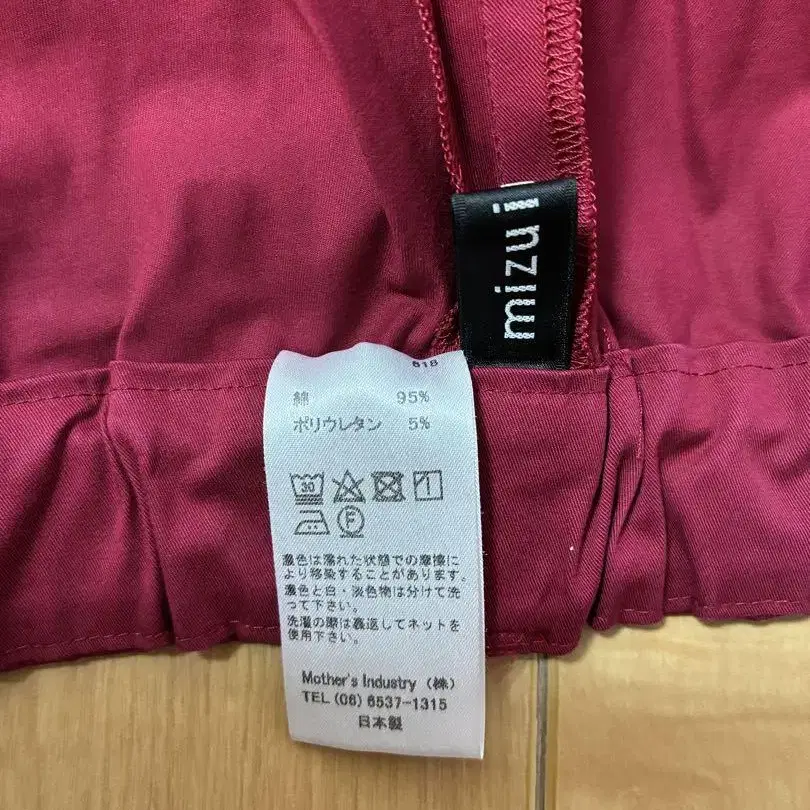 mizu i
618
綿 95%
ポリウレタン 5%
30
F
濃色は濡れた状態での摩擦に
より移染することがあります。
濃色と白・淡色物は分けて洗
って下さい。
洗濯の際は裏返してネットを
使用下さい。
Mother's Industry (株)
TEL (06) 6537-1315
日本製